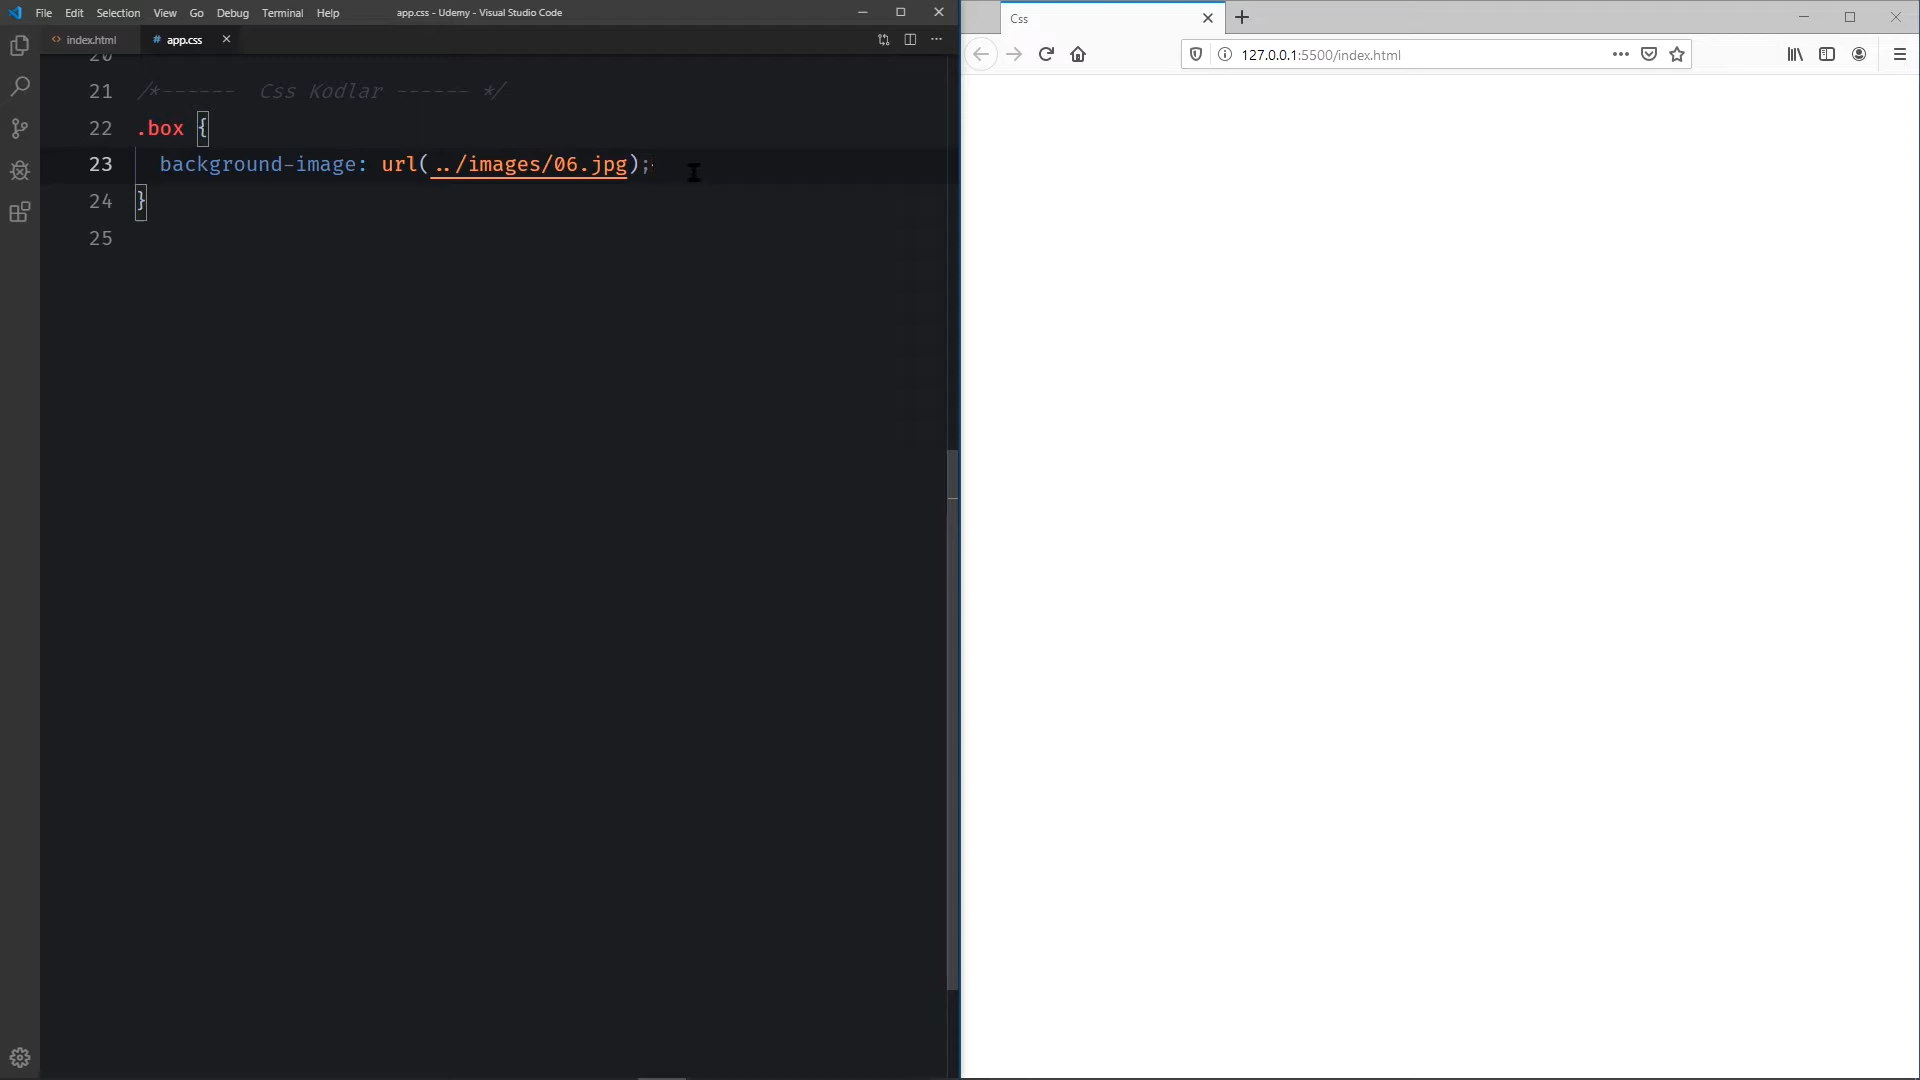 File Edit Selection View Go Debug Terminal Help
app.css - Udemy - Visual Studio Code
index.html
# app.css
20
21 /*------ Css Kodlar ------ */
22 .box {
23 background-image: url(../images/06.jpg);
24 }
25
Css
127.0.0.1:5500/index.html